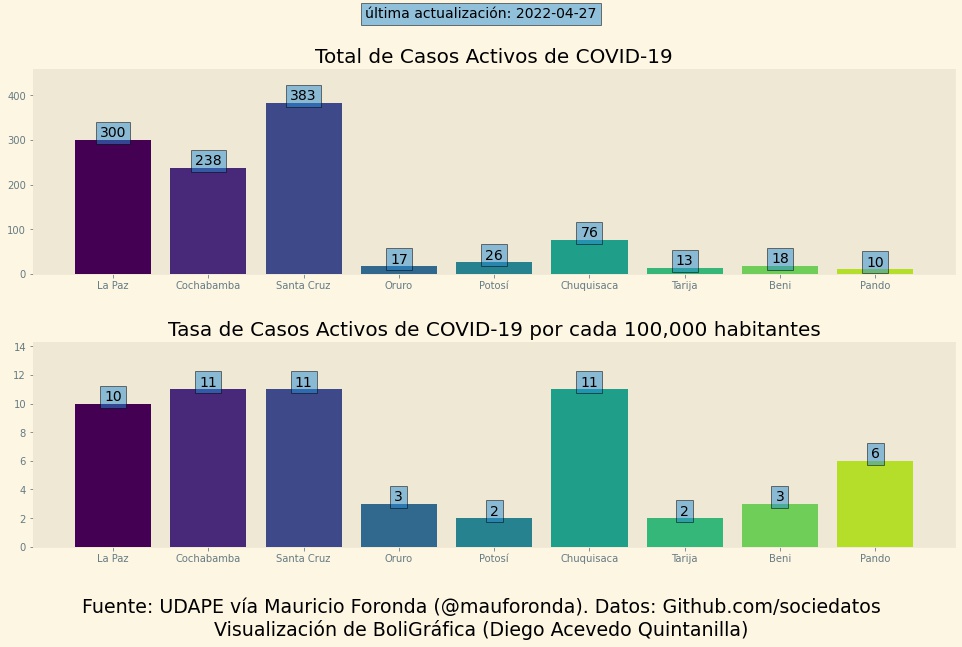 última actualización: 2022-04-27
Total de Casos Activos de COVID-19
400
300
200
100
0
300
238
383
17
26
76
13
18
10
La Paz
Cochabamba
Santa Cruz
Oruro
Potosí
Chuquisaca
Tarija
Beni
Pando
Tasa de Casos Activos de COVID-19 por cada 100,000 habitantes
14
12
10
8
6
4
2
0
10
11
11
3
2
11
2
3
6
La Paz
Cochabamba
Santa Cruz
Oruro
Potosí
Chuquisaca
Tarija
Beni
Pando
Fuente: UDAPE vía Mauricio Foronda (@mauforonda). Datos: Github.com/sociedatos
Visualización de BoliGráfica (Diego Acevedo Quintanilla)